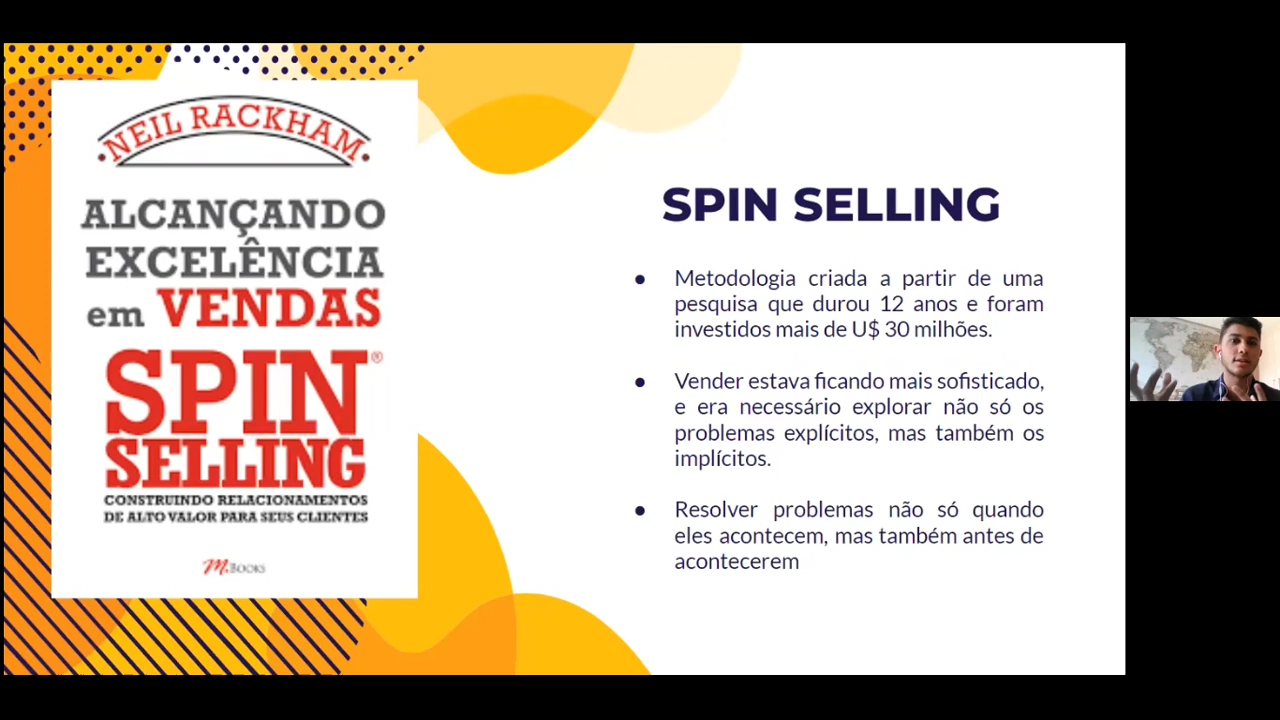 NEIL RACKHAM
ALCANÇANDO
EXCELÊNCIA
em VENDAS
SPIN®
SELLING
CONSTRUINDO RELACIONAMENTOS
DE ALTO VALOR PARA SEUS CLIENTES
M.BOOKS
SPIN SELLING
● Metodologia criada a partir de uma
pesquisa que durou 12 anos e foram
investidos mais de U$ 30 milhões.
● Vender estava ficando mais sofisticado,
e era necessário explorar não só os
problemas explícitos, mas também os
implícitos.
● Resolver problemas não só quando
eles acontecem, mas também antes de
acontecerem